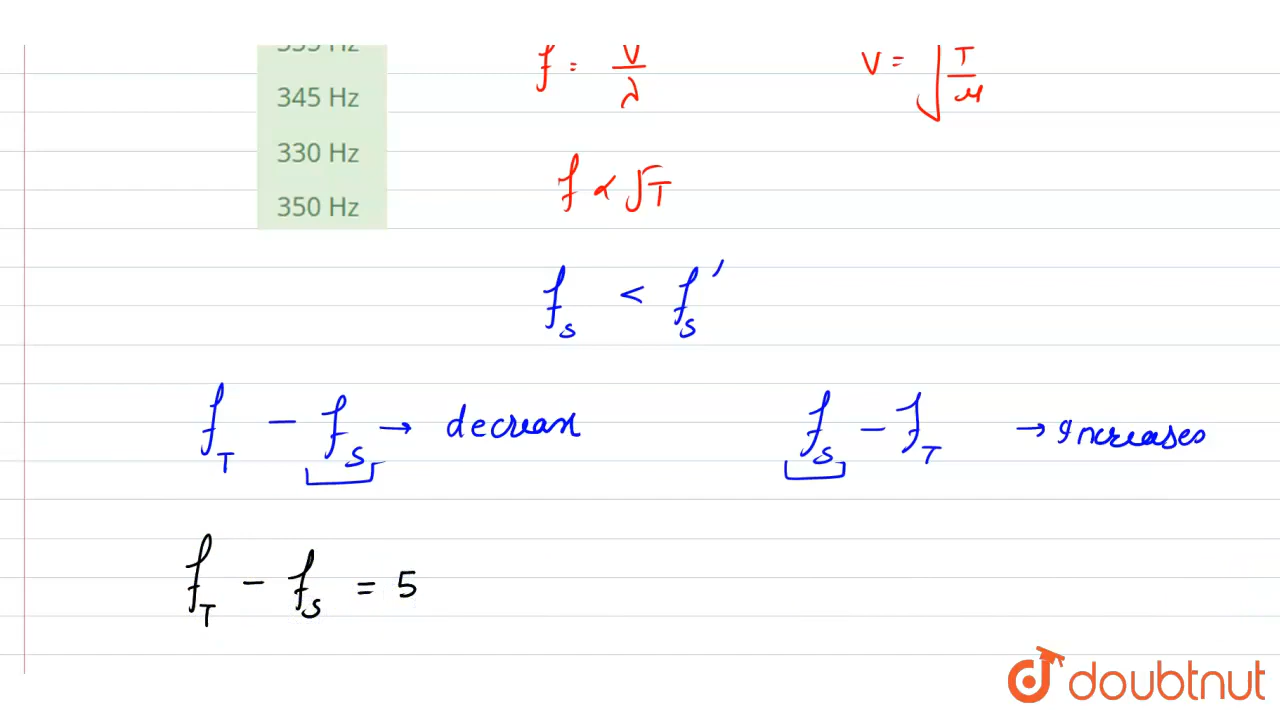 f = V/λ V = √T/μ
345 Hz
330 Hz
f ∝ √T
350 Hz
f_S < f_S'
f_T − f_S → decrease f_S − f_T → Increases
f_T − f_S = 5
doubtnut